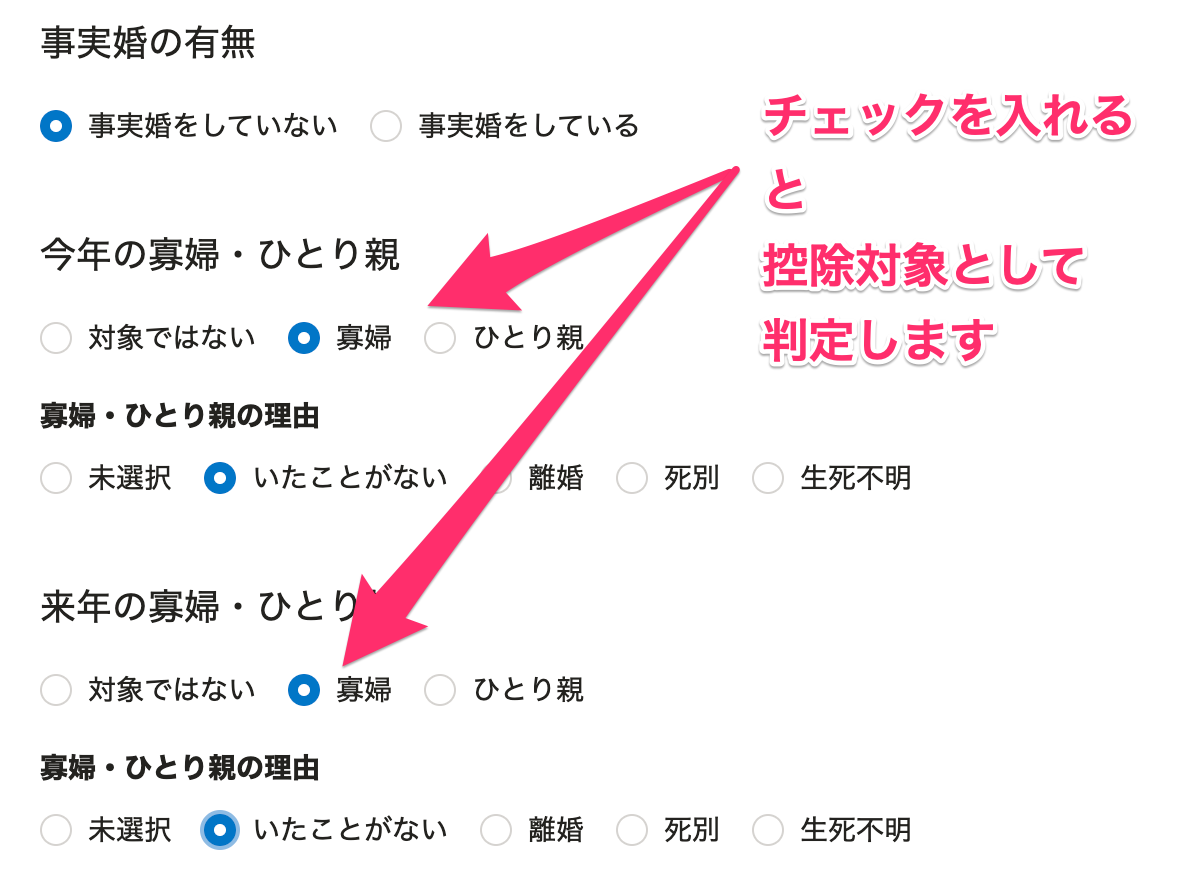 事実婚の有無
事実婚をしていない 事実婚をしている
チェックを入れる
と
控除対象として
判定します
今年の寡婦・ひとり親
対象ではない 寡婦 ひとり親
寡婦・ひとり親の理由
未選択 いたことがない 離婚 死別 生死不明
来年の寡婦・ひとり
対象ではない 寡婦 ひとり親
寡婦・ひとり親の理由
未選択 いたことがない 離婚 死別 生死不明